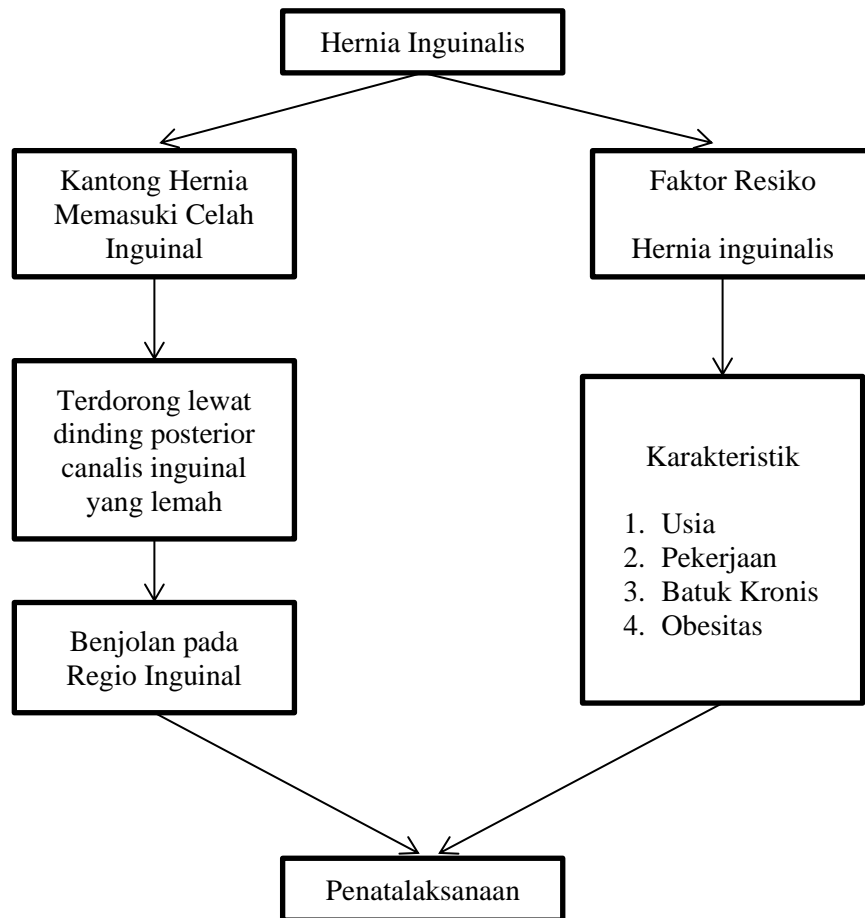 Hernia Inguinalis
Kantong Hernia
Memasuki Celah
Inguinal
Faktor Resiko
Hernia inguinalis
Terdorong lewat
dinding posterior
canalis inguinal
yang lemah
Karakteristik
1. Usia
2. Pekerjaan
3. Batuk Kronis
4. Obesitas
Benjolan pada
Regio Inguinal
Penatalaksanaan